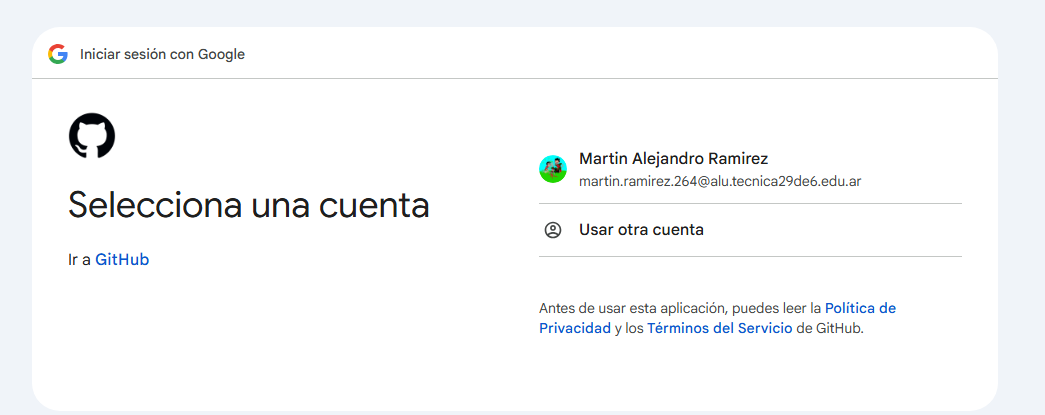 Iniciar sesión con Google
Selecciona una cuenta
Ir a GitHub
Martin Alejandro Ramirez
martin.ramirez.264@alu.tecnica29de6.edu.ar
Usar otra cuenta
Antes de usar esta aplicación, puedes leer la Política de
Privacidad y los Términos del Servicio de GitHub.